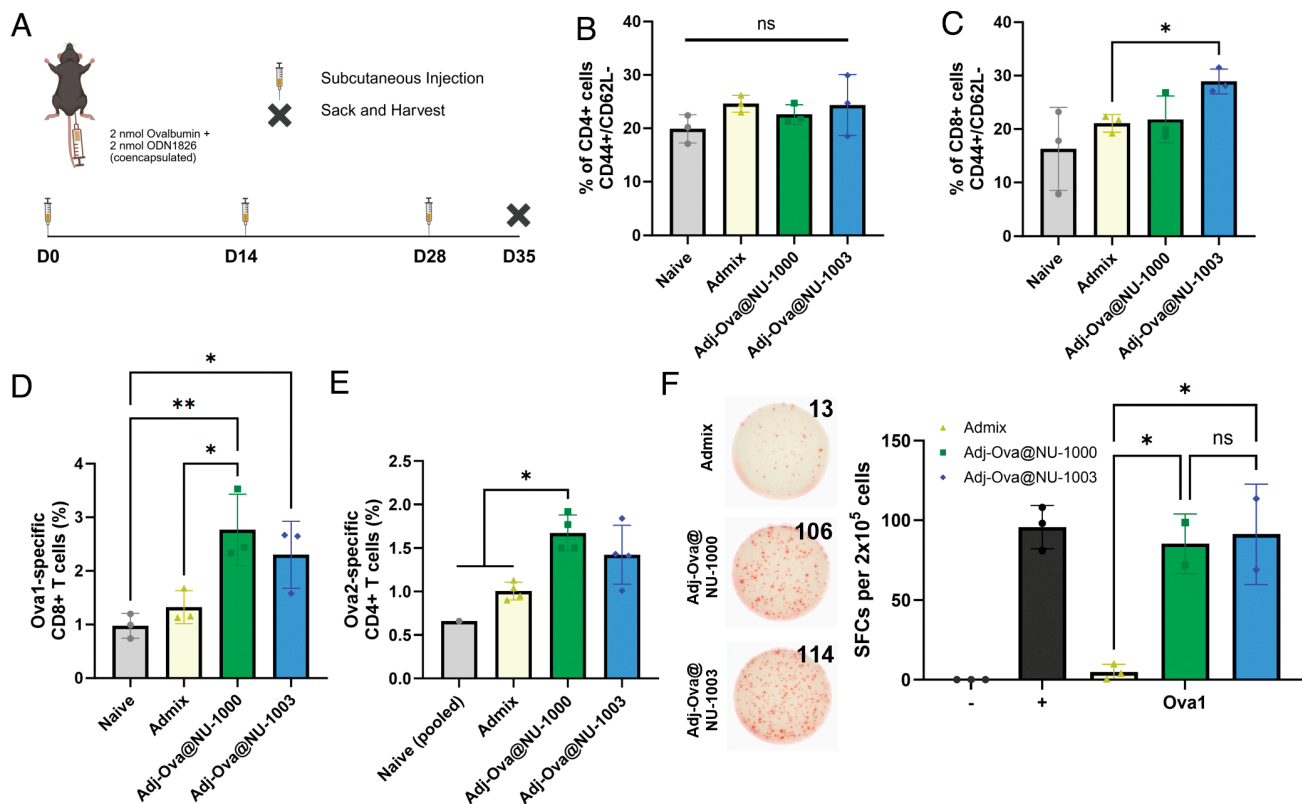 A
Subcutaneous Injection
Sack and Harvest
2 nmol Ovalbumin +
2 nmol ODN1826
(coencapsulated)
D0
D14
D28
D35
B
% of CD4+ cells
CD44+/CD62L-
40
30
20
10
0
ns
Naive
Admix
Adj-Ova@NU-1000
Adj-Ova@NU-1003
C
% of CD8+ cells
CD44+/CD62L-
40
30
20
10
0
*
Naive
Admix
Adj-Ova@NU-1000
Adj-Ova@NU-1003
D
Ova1-specific
CD8+ T cells (%)
4
3
2
1
0
*
**
*
Naive
Admix
Adj-Ova@NU-1000
Adj-Ova@NU-1003
E
Ova2-specific
CD4+ T cells (%)
2.5
2.0
1.5
1.0
0.5
0.0
*
Naive (pooled)
Admix
Adj-Ova@NU-1000
Adj-Ova@NU-1003
F
Admix
13
Adj-Ova@
NU-1000
106
Adj-Ova@
NU-1003
114
SFCs per 2x10⁵ cells
150
100
50
0
Admix
Adj-Ova@NU-1000
Adj-Ova@NU-1003
*
*
ns
-
+
Ova1